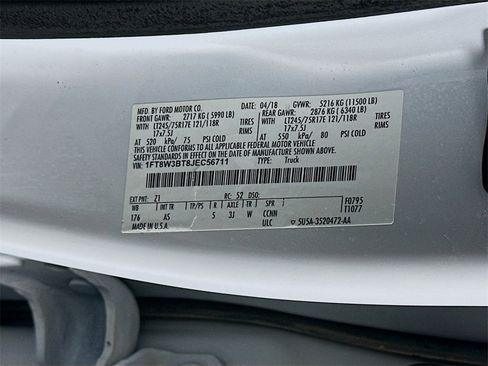 MFD. BY FORD MOTOR CO.
DATE: 04/18 GVWR: 5216 KG (11500 LB)
FRONT GAWR: 2717 KG (5990 LB) REAR GAWR: 2876 KG (6340 LB)
WITH LT245/75R17E 121/118R TIRES WITH LT245/75R17E 121/118R TIRES
17x7.5J 17x7.5J
AT 520 kPa/ 75 PSI COLD AT 550 kPa/ 80 PSI COLD
THIS VEHICLE CONFORMS TO ALL APPLICABLE FEDERAL MOTOR VEHICLE
SAFETY STANDARDS IN EFFECT ON THE DATE OF MANUFACTURE SHOWN ABOVE.
VIN: 1FT8W3BT8JEC56711 TYPE: Truck
EXT PNT: Z1 RC: 52 DSO: F0795
WB TP/PS R AXLE TR SPR T1077
176 AS 5 3J W CCNN
MADE IN U.S.A. ULC 5U5A-3520472-AA